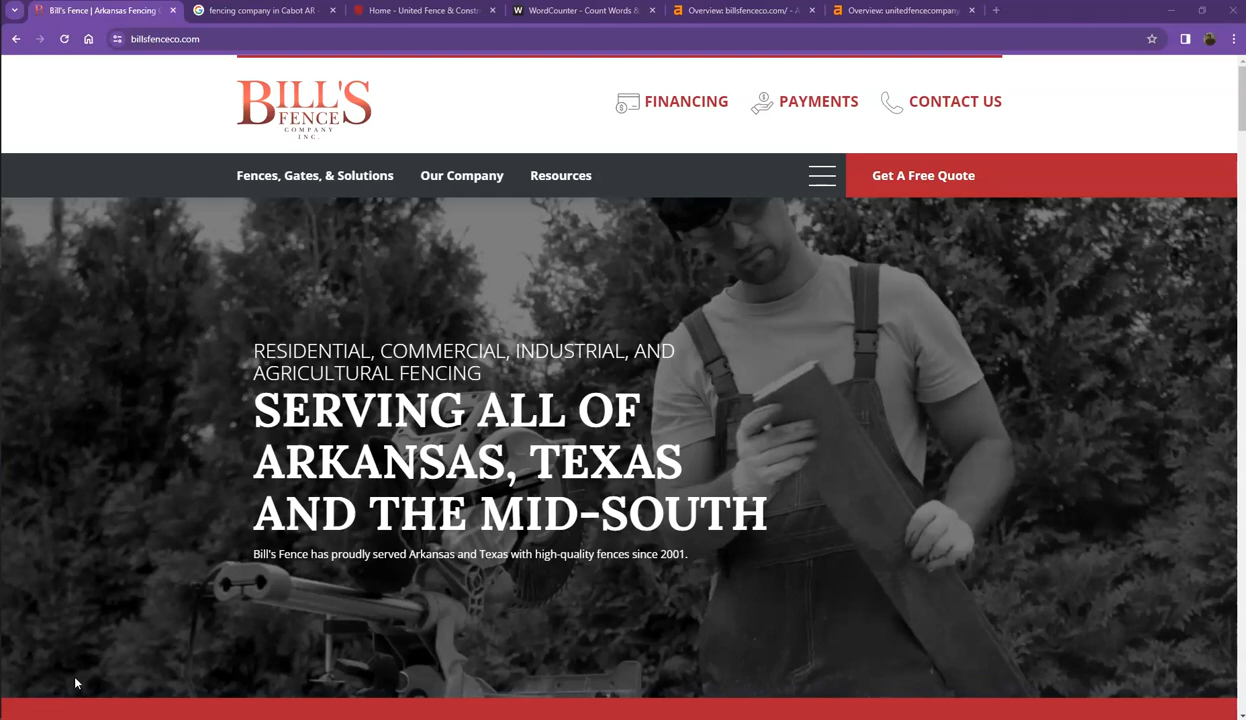 Bill's Fence | Arkansas Fencing
fencing company in Cabot AR -
Home - United Fence & Constr
WordCounter - Count Words &
Overview: billsfenceco.com/ - A
Overview: unitedfencecompany
billsfenceco.com
BILL'S
FENCE
COMPANY
INC.
FINANCING
PAYMENTS
CONTACT US
Fences, Gates, & Solutions
Our Company
Resources
Get A Free Quote
RESIDENTIAL, COMMERCIAL, INDUSTRIAL, AND
AGRICULTURAL FENCING
SERVING ALL OF
ARKANSAS, TEXAS
AND THE MID-SOUTH
Bill's Fence has proudly served Arkansas and Texas with high-quality fences since 2001.